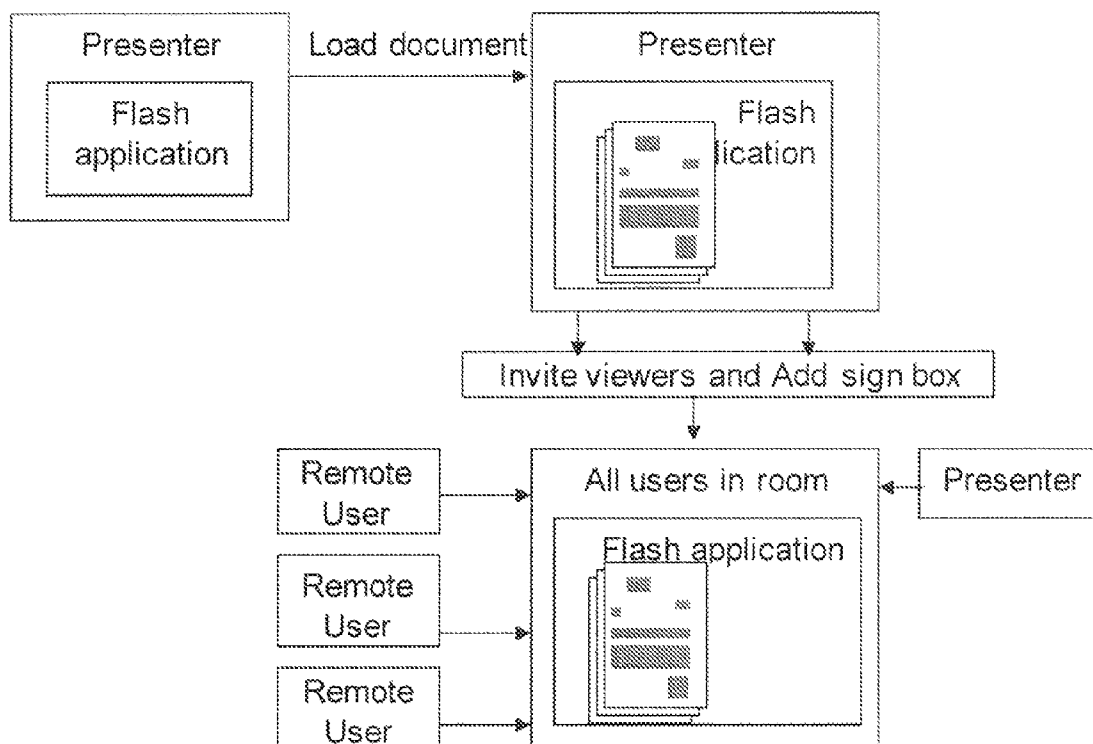 Presenter
Flash
application
Load document
Presenter
Flash
lication
Invite viewers and Add sign box
Remote
User
Remote
User
Remote
User
All users in room
Flash application
Presenter